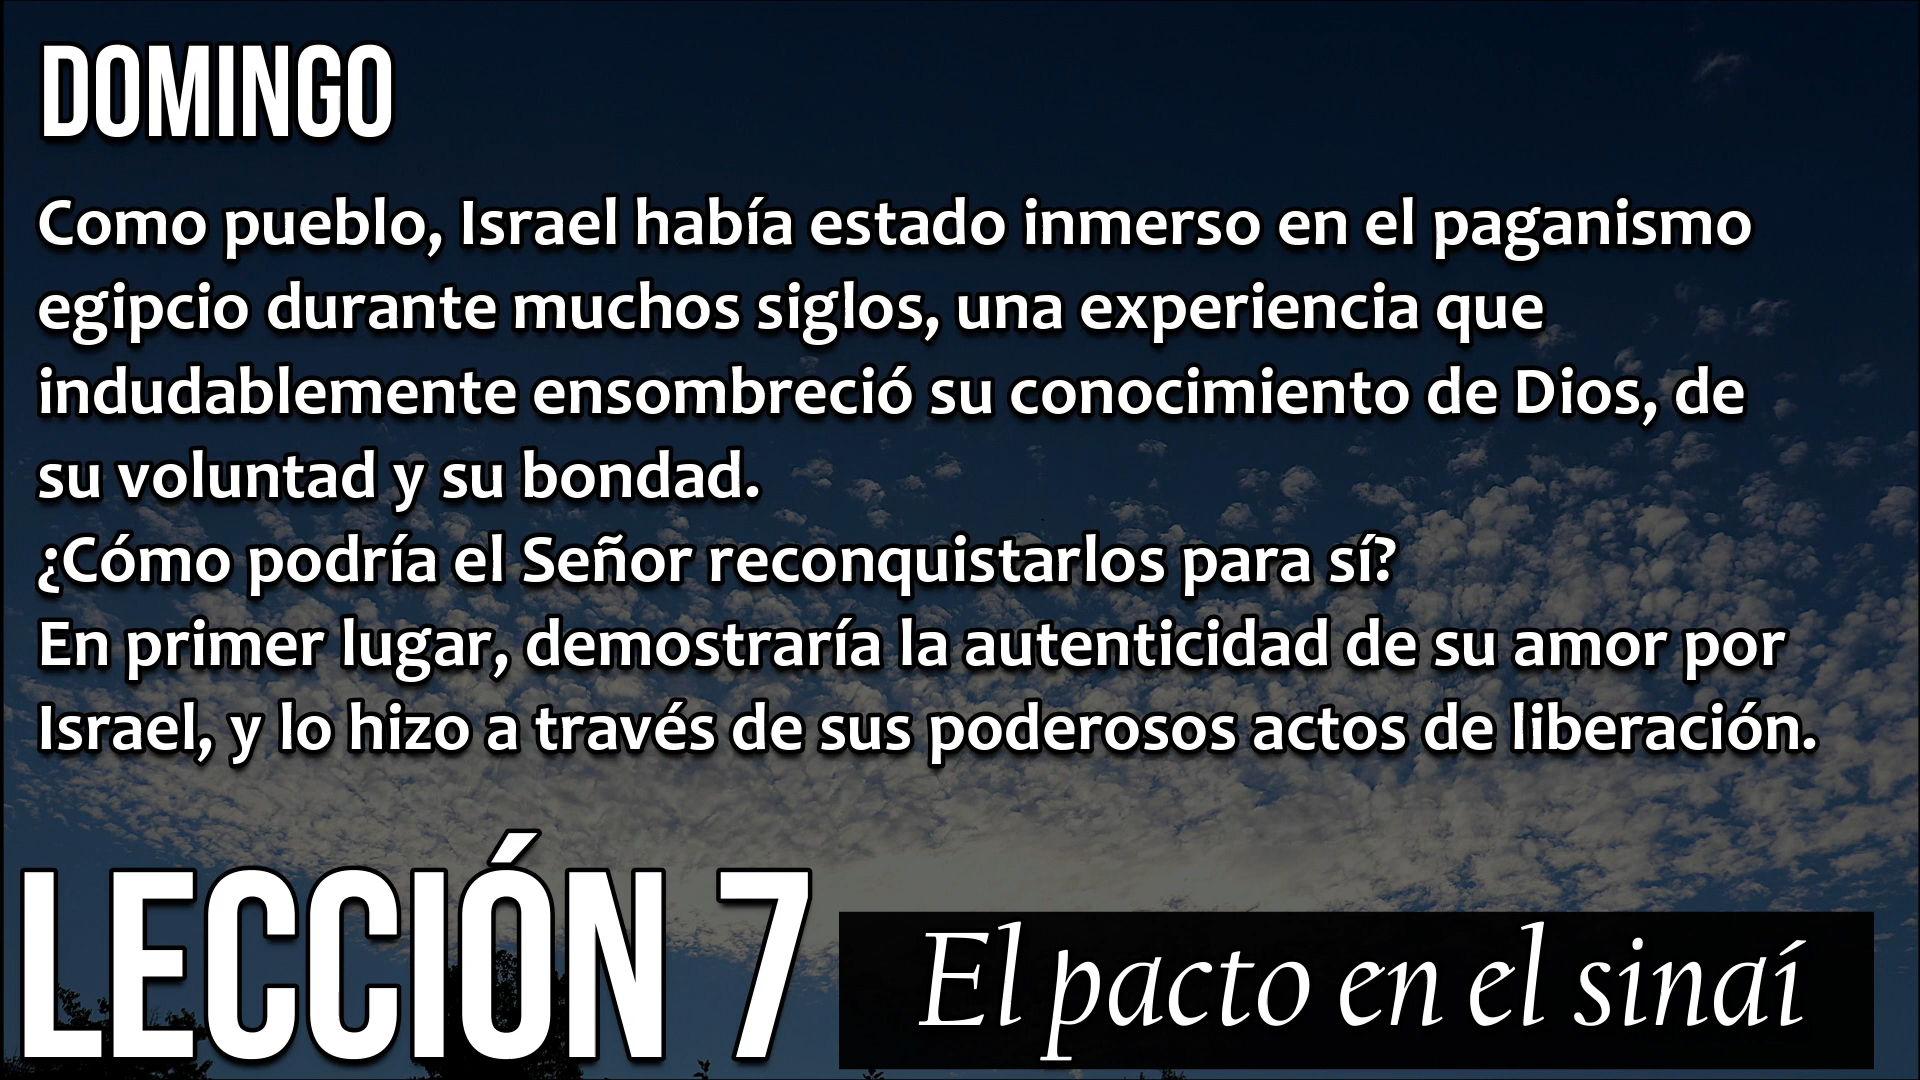 DOMINGO
Como pueblo, Israel había estado inmerso en el paganismo
egipcio durante muchos siglos, una experiencia que
indudablemente ensombreció su conocimiento de Dios, de
su voluntad y su bondad.
¿Cómo podría el Señor reconquistarlos para sí?
En primer lugar, demostraría la autenticidad de su amor por
Israel, y lo hizo a través de sus poderosos actos de liberación.
LECCIÓN 7
El pacto en el sinaí